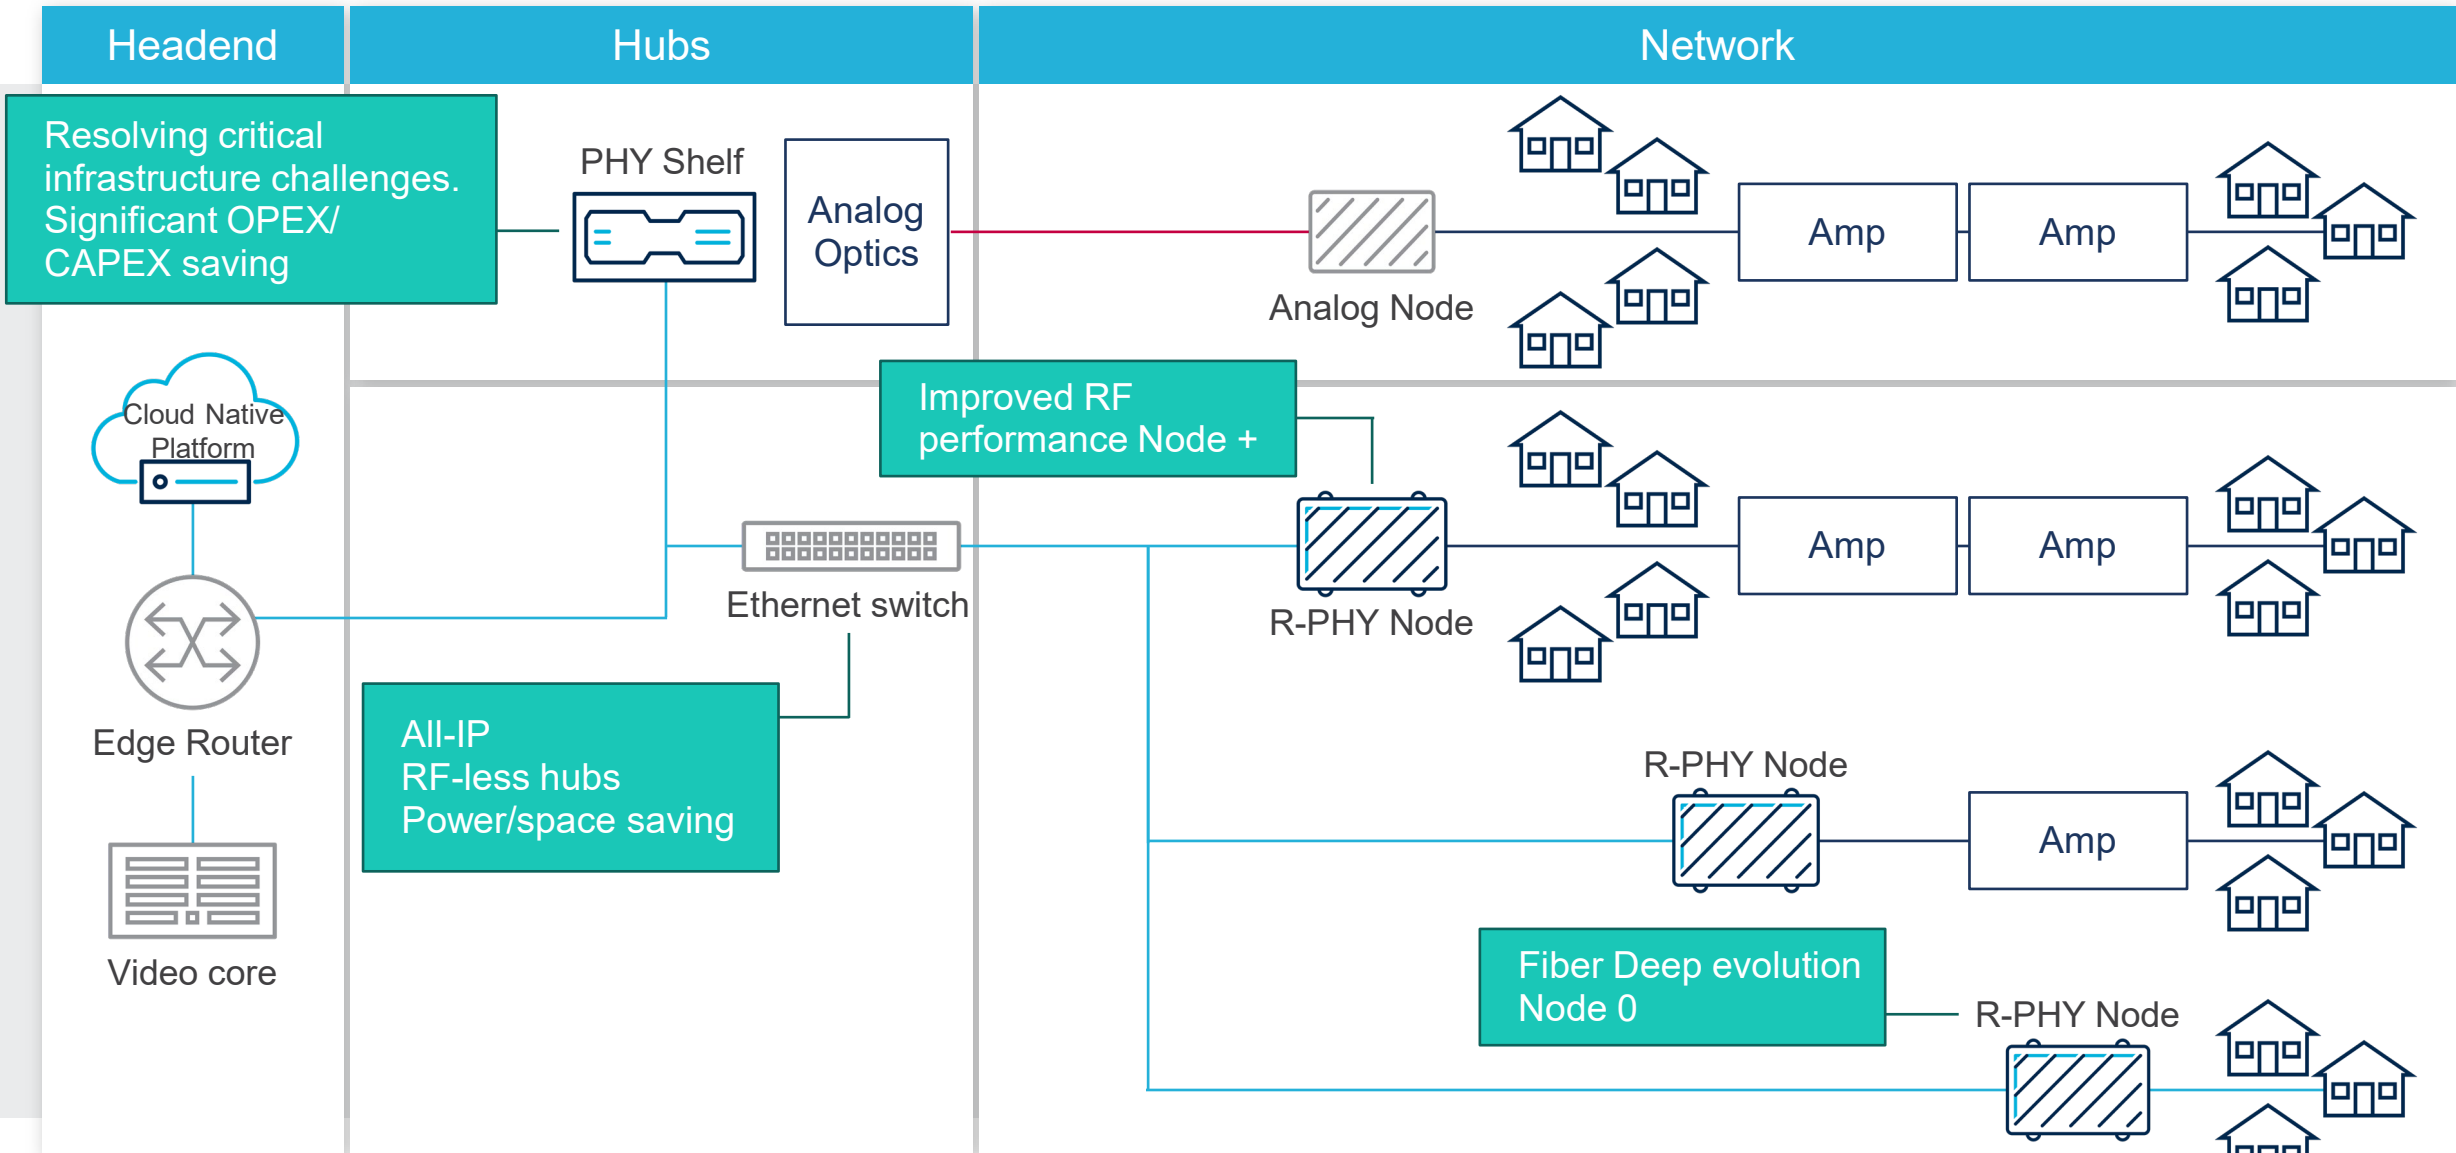 Headend
Hubs
Network
Resolving critical
infrastructure challenges.
Significant OPEX/
CAPEX saving
PHY Shelf
Analog
Optics
Analog Node
Amp
Amp
Cloud Native
Platform
Improved RF
performance Node +
Ethernet switch
R-PHY Node
Amp
Amp
Edge Router
All-IP
RF-less hubs
Power/space saving
R-PHY Node
Amp
Video core
Fiber Deep evolution
Node 0
R-PHY Node